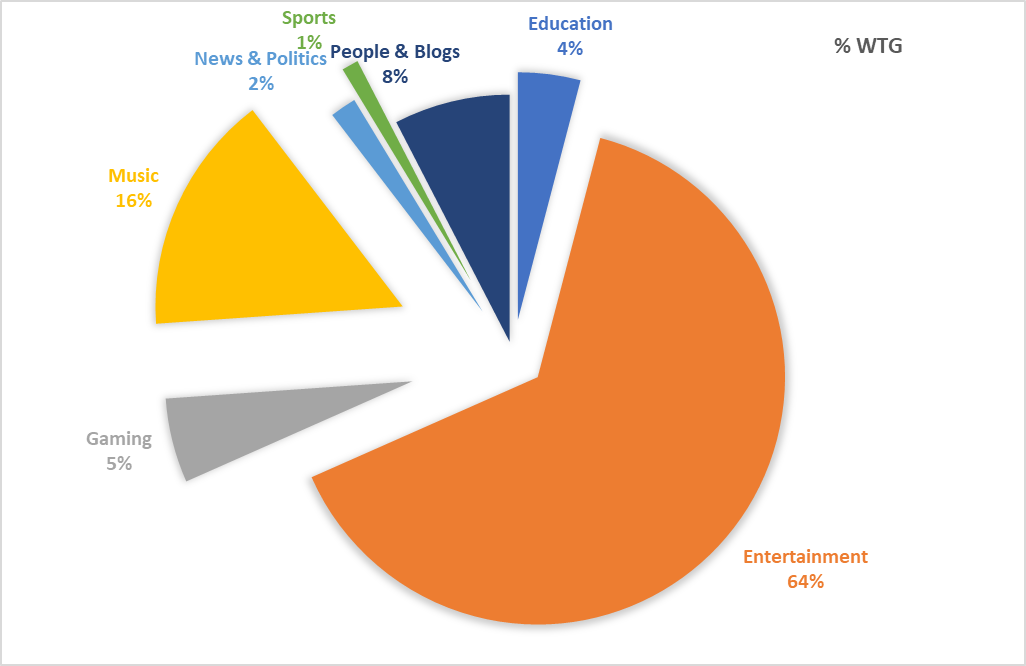 Sports
1%
Education
4%
% WTG
News & Politics
2%
People & Blogs
8%
Music
16%
Gaming
5%
Entertainment
64%